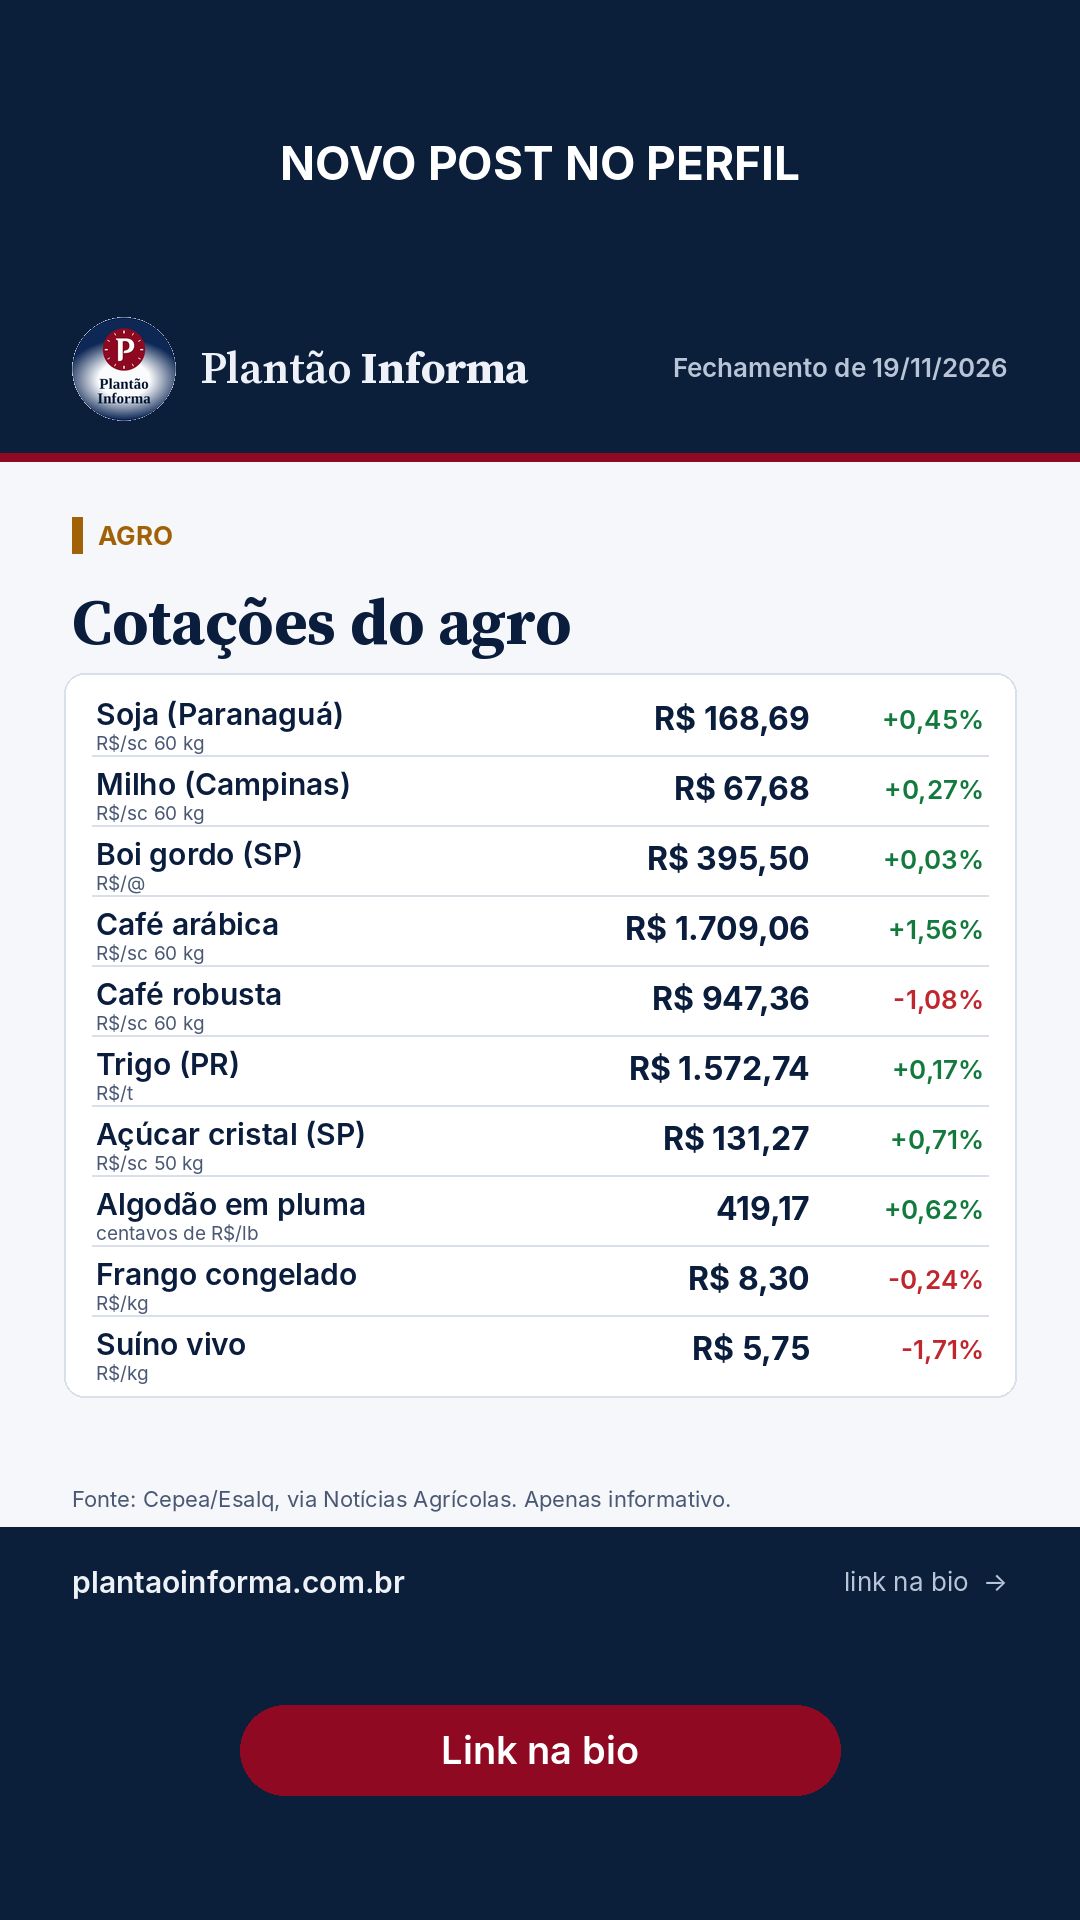 NOVO POST NO PERFIL
P
Plantão
Informa
Plantão Informa
Fechamento de 19/11/2026
AGRO
Cotações do agro
Soja (Paranaguá) R$ 168,69 +0,45%
R$/sc 60 kg
Milho (Campinas) R$ 67,68 +0,27%
R$/sc 60 kg
Boi gordo (SP) R$ 395,50 +0,03%
R$/@
Café arábica R$ 1.709,06 +1,56%
R$/sc 60 kg
Café robusta R$ 947,36 -1,08%
R$/sc 60 kg
Trigo (PR) R$ 1.572,74 +0,17%
R$/t
Açúcar cristal (SP) R$ 131,27 +0,71%
R$/sc 50 kg
Algodão em pluma 419,17 +0,62%
centavos de R$/lb
Frango congelado R$ 8,30 -0,24%
R$/kg
Suíno vivo R$ 5,75 -1,71%
R$/kg
Fonte: Cepea/Esalq, via Notícias Agrícolas. Apenas informativo.
plantaoinforma.com.br link na bio →
Link na bio